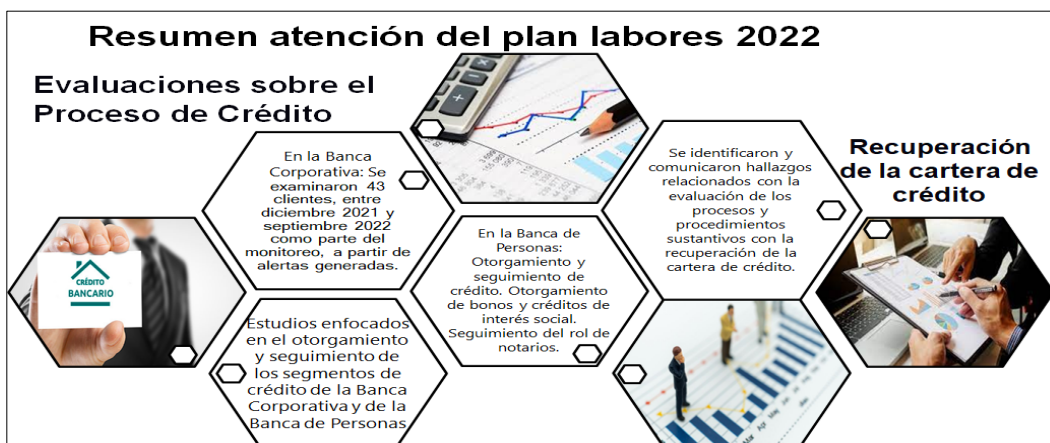 Resumen atención del plan labores 2022
Evaluaciones sobre el
Proceso de Crédito
En la Banca
Corporativa: Se
examinaron 43
clientes, entre
diciembre 2021 y
septiembre 2022
como parte del
monitoreo, a partir de
alertas generadas.
CRÉDITO
BANCARIO
Estudios enfocados
en el otorgamiento
y seguimiento de
los segmentos de
crédito de la Banca
Corporativa y de la
Banca de Personas
En la Banca de
Personas:
Otorgamiento y
seguimiento de
crédito. Otorgamiento
de bonos y créditos de
interés social.
Seguimiento del rol de
notarios.
Se identificaron y
comunicaron hallazgos
relacionados con la
evaluación de los
procesos y
procedimientos
sustantivos con la
recuperación de la
cartera de crédito.
Recuperación
de la cartera de
crédito